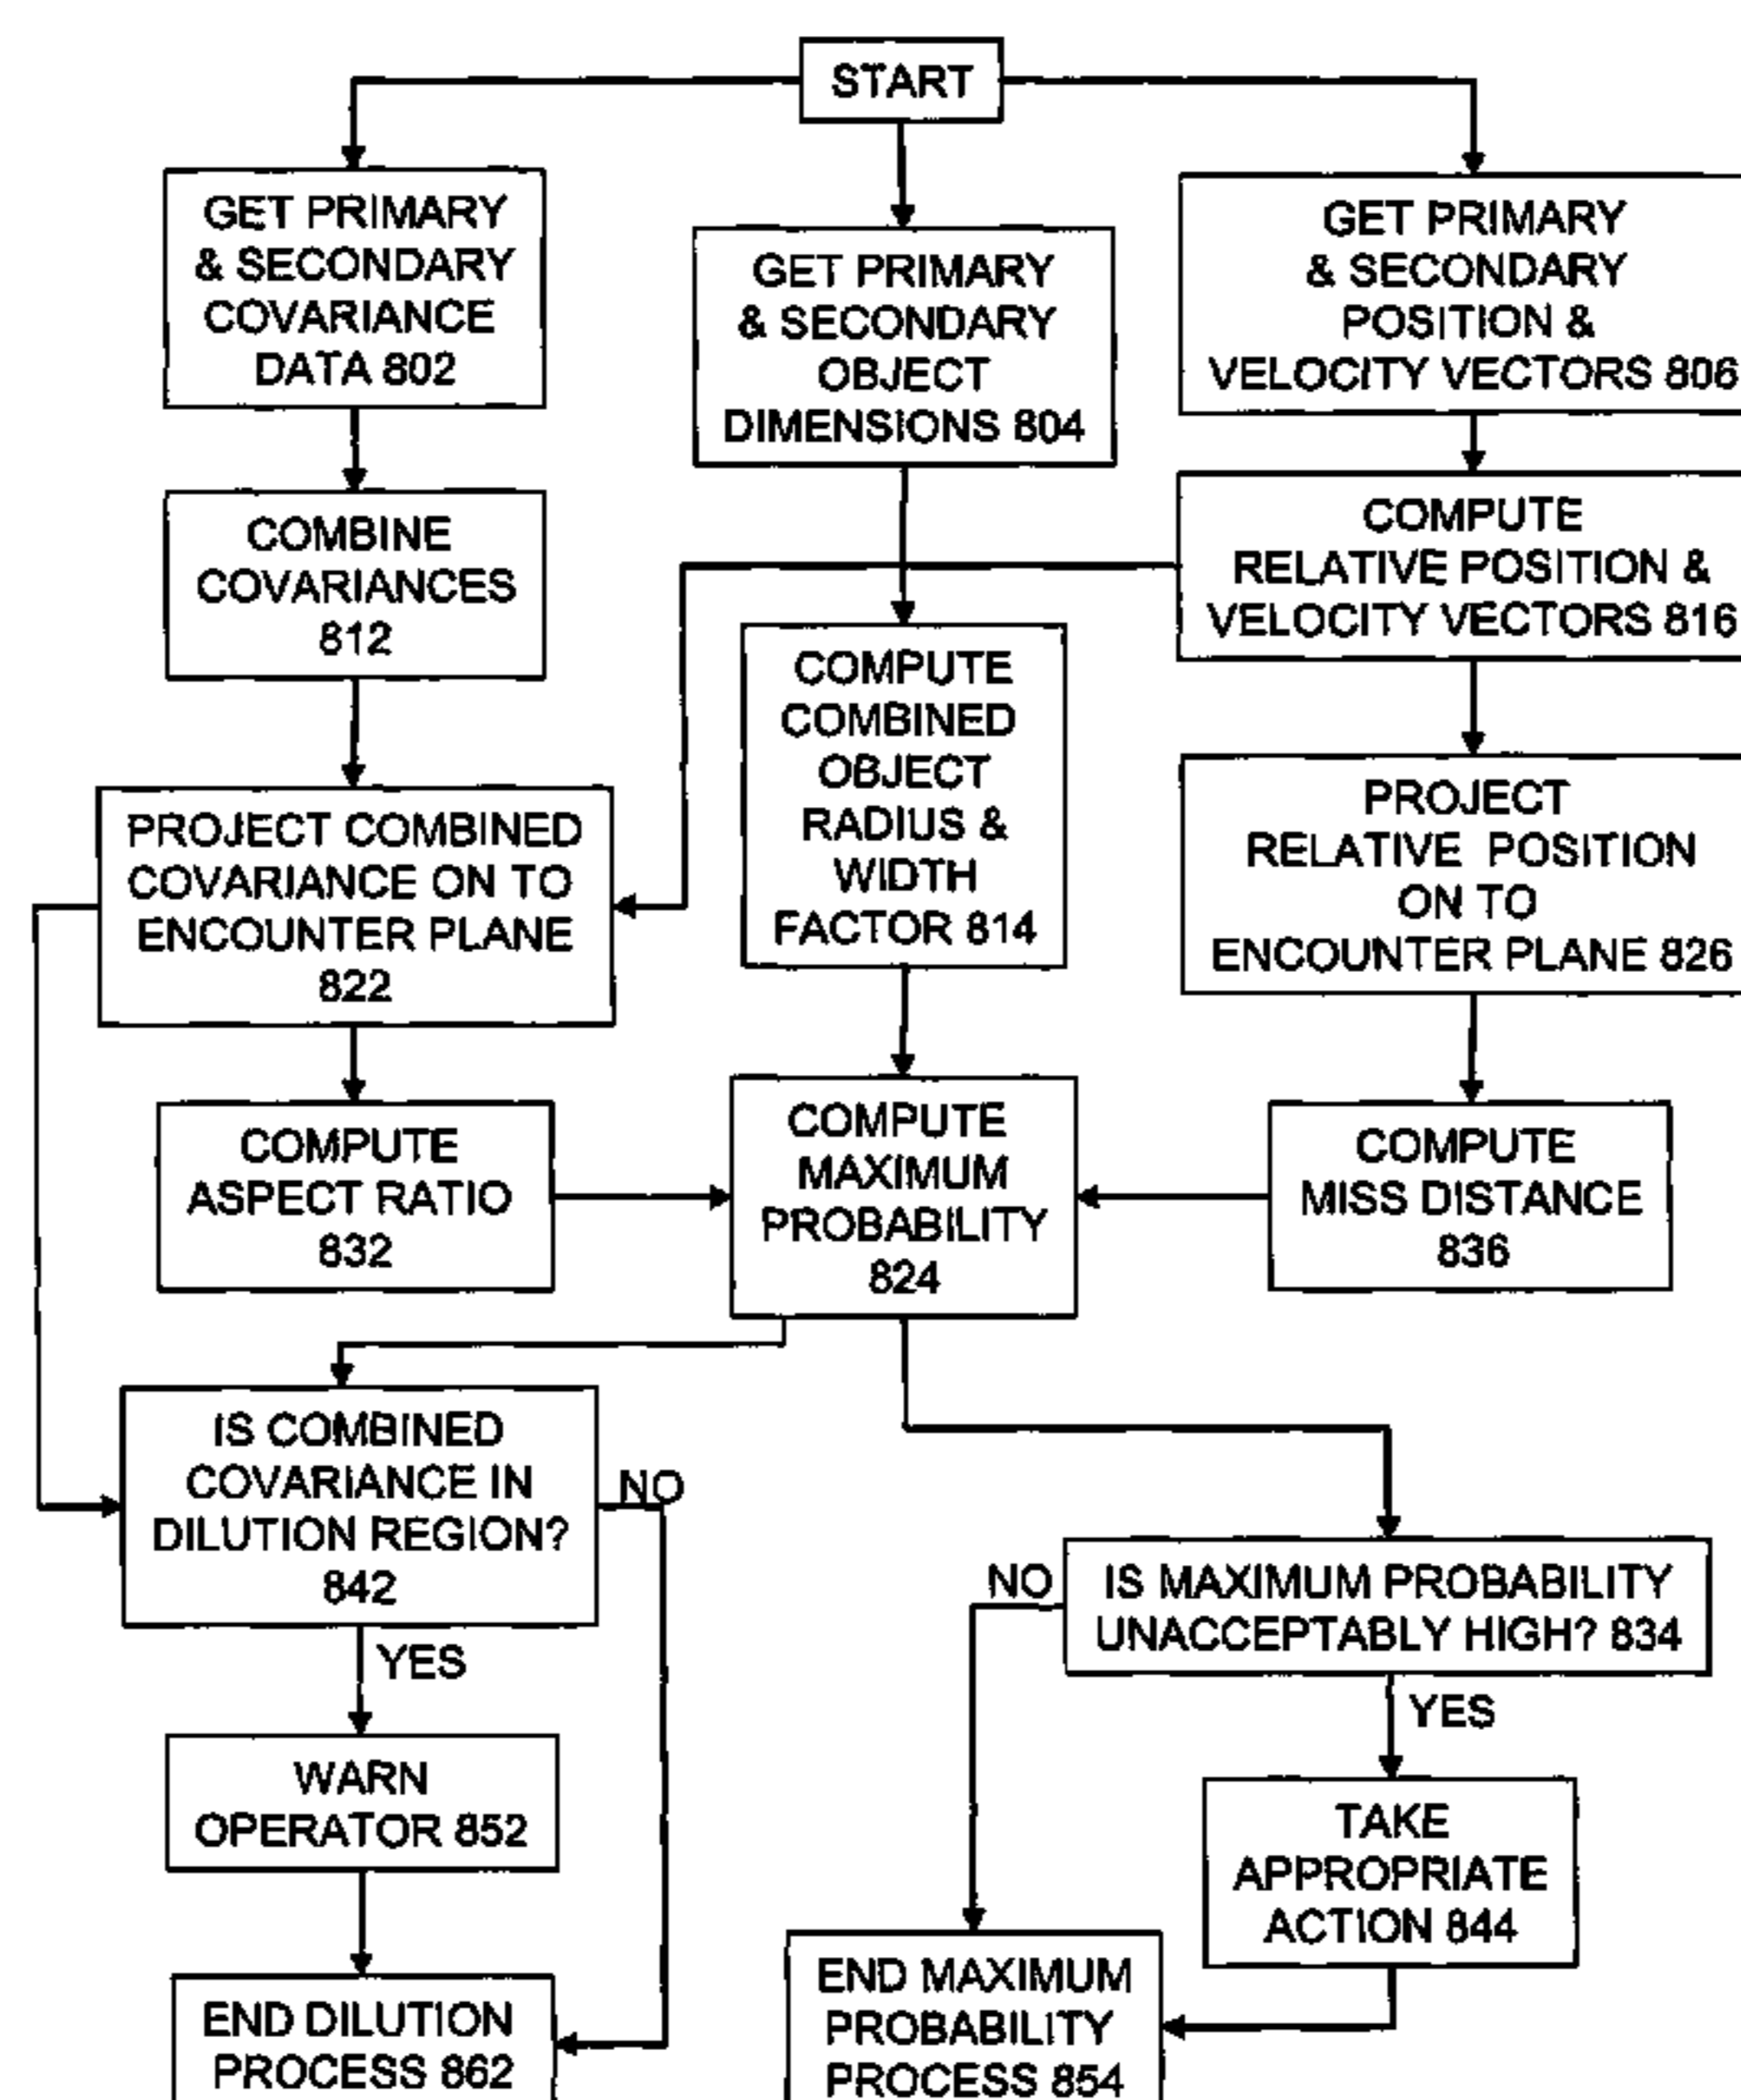 START
GET PRIMARY
& SECONDARY
COVARIANCE
DATA 802
GET PRIMARY
& SECONDARY
OBJECT
DIMENSIONS 804
GET PRIMARY
& SECONDARY
POSITION &
VELOCITY VECTORS 806
COMBINE
COVARIANCES
812
COMPUTE
RELATIVE POSITION &
VELOCITY VECTORS 816
COMPUTE
COMBINED
OBJECT
RADIUS &
WIDTH
FACTOR 814
PROJECT COMBINED
COVARIANCE ON TO
ENCOUNTER PLANE
822
PROJECT
RELATIVE POSITION
ON TO
ENCOUNTER PLANE 826
COMPUTE
ASPECT RATIO
832
COMPUTE
MAXIMUM
PROBABILITY
824
COMPUTE
MISS DISTANCE
836
IS COMBINED
COVARIANCE IN
DILUTION REGION?
842
NO
YES
NO
IS MAXIMUM PROBABILITY
UNACCEPTABLY HIGH? 834
YES
WARN
OPERATOR 852
TAKE
APPROPRIATE
ACTION 844
END DILUTION
PROCESS 862
END MAXIMUM
PROBABILITY
PROCESS 854